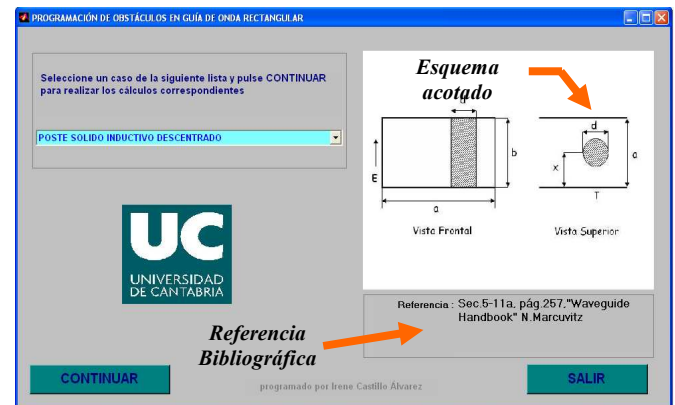 PROGRAMACIÓN DE OBSTÁCULOS EN GUÍA DE ONDA RECTANGULAR
Seleccione un caso de la siguiente lista y pulse CONTINUAR
para realizar los cálculos correspondientes
POSTE SOLIDO INDUCTIVO DESCENTRADO
Esquema
acotado
d
d
b
a
x
E
T
a
Vista Frontal
Vista Superior
UC
UNIVERSIDAD
DE CANTABRIA
Referencia : Sec.5-11a, pág.257,"Waveguide
Handbook" N.Marcuvitz
Referencia
Bibliográfica
CONTINUAR
programado por Irene Castillo Álvarez
SALIR